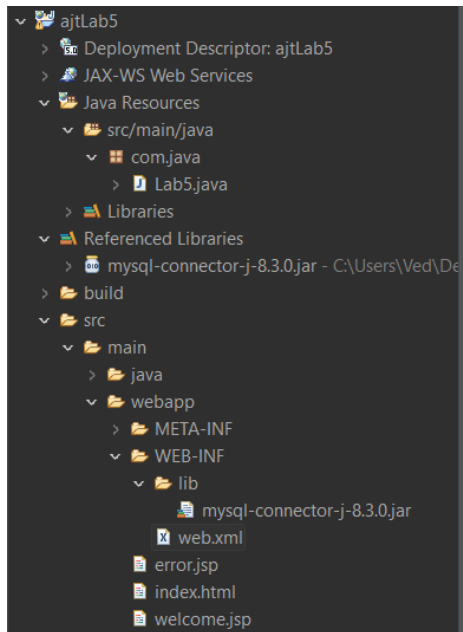 ajtLab5
Deployment Descriptor: ajtLab5
JAX-WS Web Services
Java Resources
src/main/java
com.java
Lab5.java
Libraries
Referenced Libraries
mysql-connector-j-8.3.0.jar - C:\Users\Ved\De
build
src
main
java
webapp
META-INF
WEB-INF
lib
mysql-connector-j-8.3.0.jar
web.xml
error.jsp
index.html
welcome.jsp